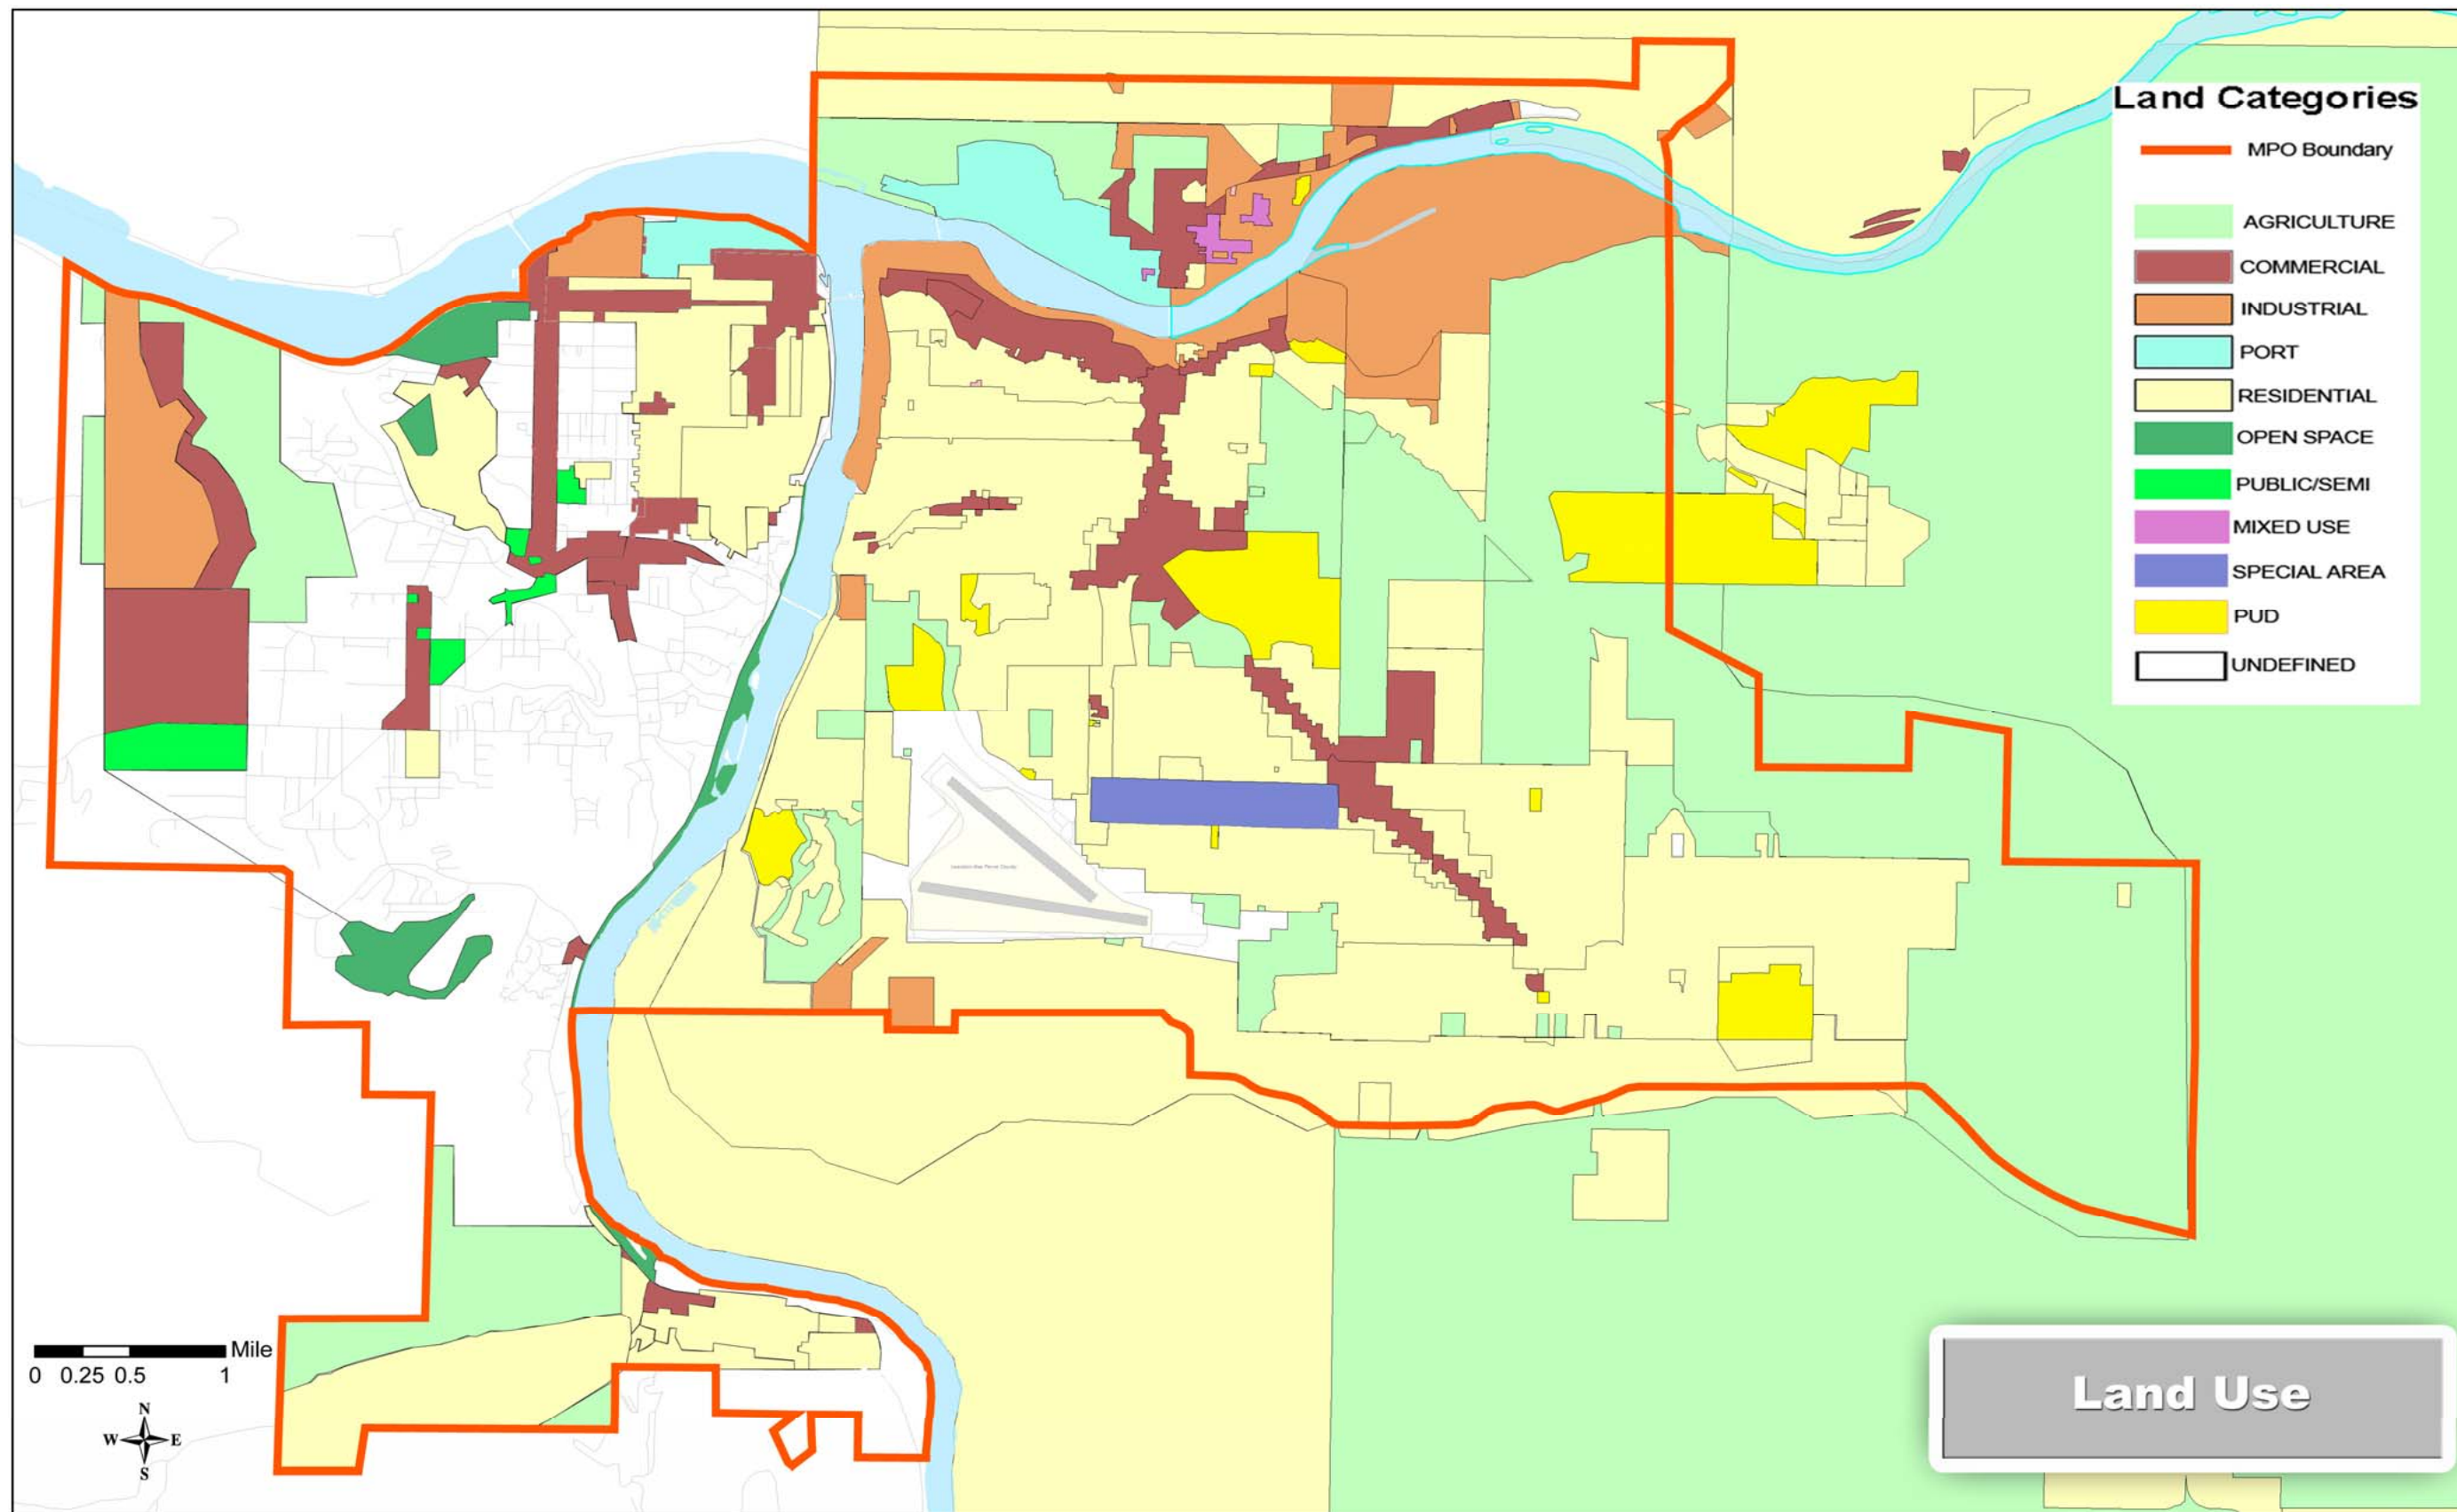 Land Categories
MPO Boundary
AGRICULTURE
COMMERCIAL
INDUSTRIAL
PORT
RESIDENTIAL
OPEN SPACE
PUBLIC/SEMI
MIXED USE
SPECIAL AREA
PUD
UNDEFINED
Mile
0 0.25 0.5 1
N
W E
S
Land Use